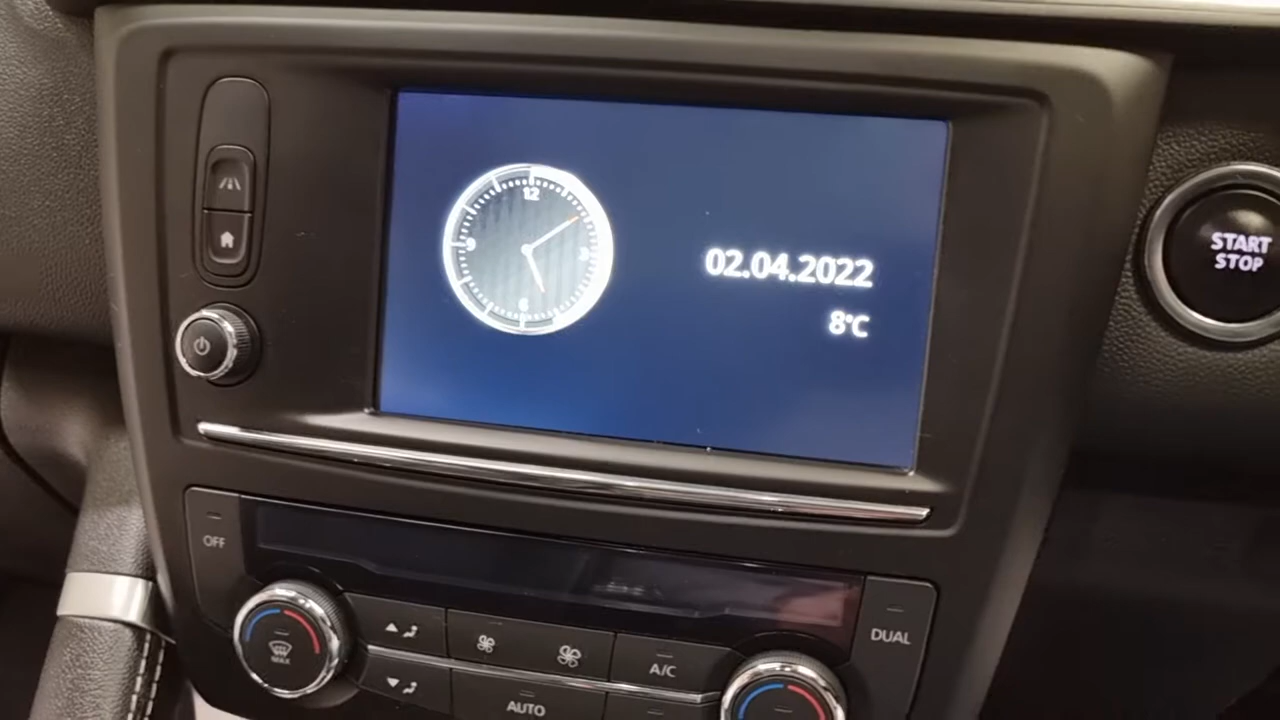 12
9
3
6
02.04.2022
8°C
START
STOP
OFF
MAX
A/C
AUTO
DUAL